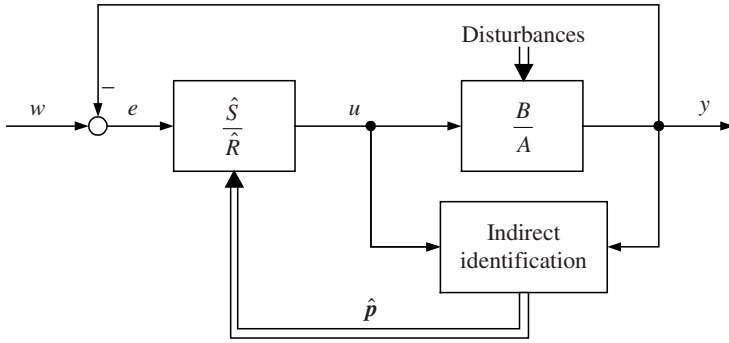 Disturbances
−
w
e
Ŝ
R̂
u
B
A
y
Indirect
identification
p̂